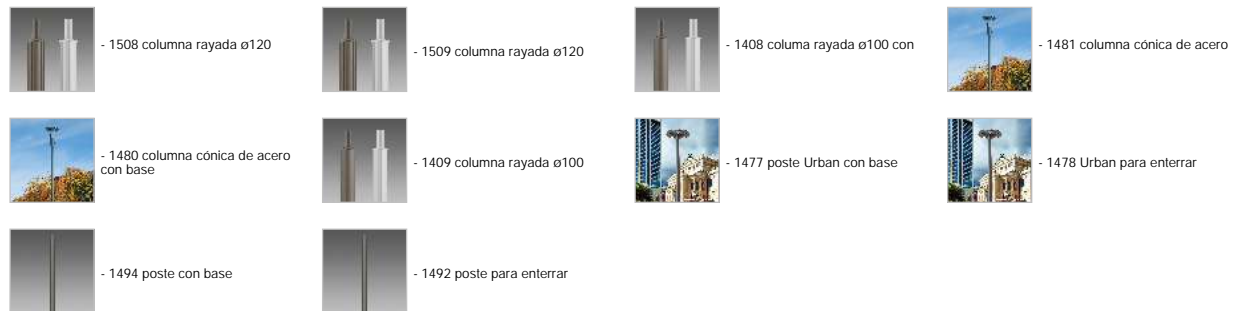 - 1508 columna rayada ø120
- 1509 columna rayada ø120
- 1408 columa rayada ø100 con
- 1481 columna cónica de acero
- 1480 columna cónica de acero
con base
- 1409 columna rayada ø100
- 1477 poste Urban con base
- 1478 Urban para enterrar
- 1494 poste con base
- 1492 poste para enterrar